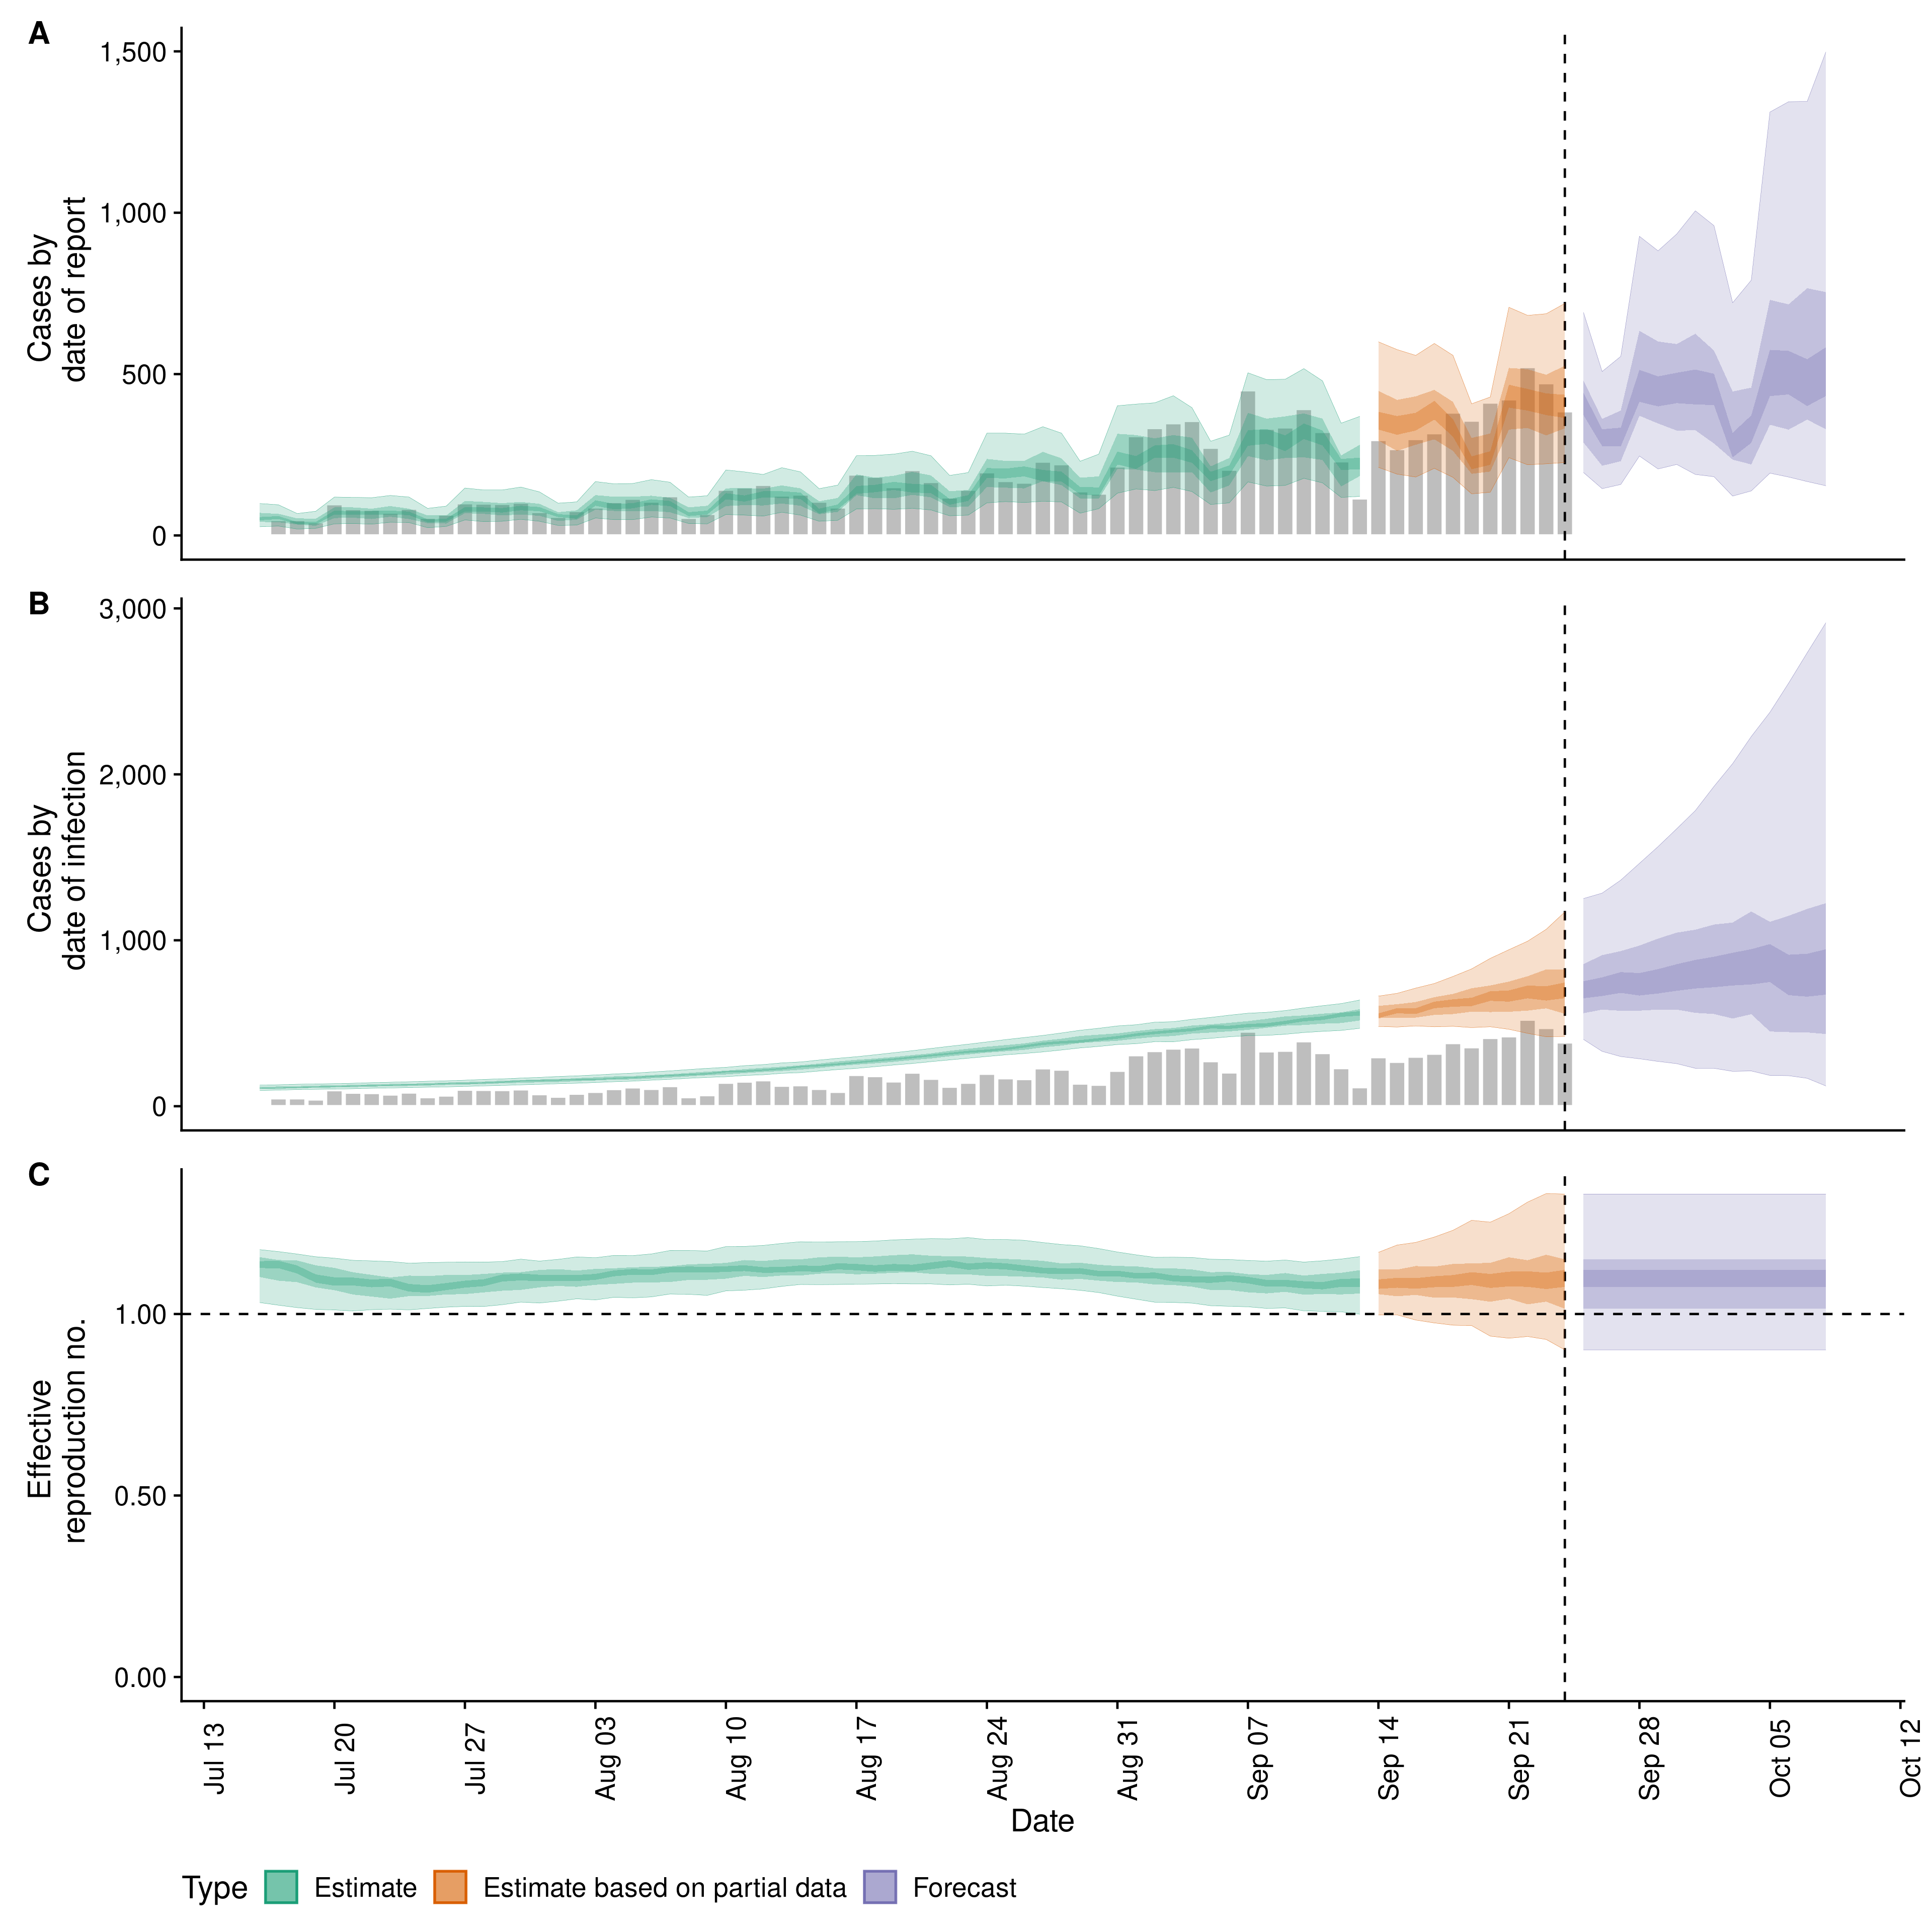 A
1,500
1,000
500
0
Cases by
date of report
B
3,000
2,000
1,000
0
Cases by
date of infection
C
1.00
0.50
0.00
Effective
reproduction no.
Jul 13
Jul 20
Jul 27
Aug 03
Aug 10
Aug 17
Aug 24
Aug 31
Sep 07
Sep 14
Sep 21
Sep 28
Oct 05
Oct 12
Date
Type Estimate Estimate based on partial data Forecast